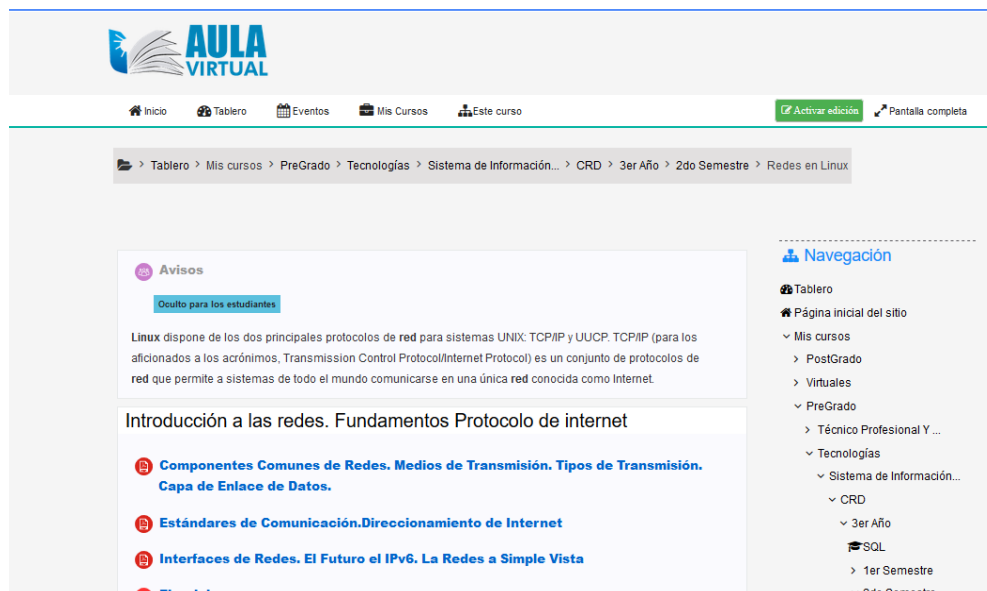 AULA
VIRTUAL
Inicio Tablero Eventos Mis Cursos Este curso Activar edición Pantalla completa
> Tablero > Mis cursos > PreGrado > Tecnologías > Sistema de Información... > CRD > 3er Año > 2do Semestre > Redes en Linux
Avisos
Oculto para los estudiantes
Linux dispone de los dos principales protocolos de red para sistemas UNIX: TCP/IP y UUCP. TCP/IP (para los
aficionados a los acrónimos, Transmission Control Protocol/Internet Protocol) es un conjunto de protocolos de
red que permite a sistemas de todo el mundo comunicarse en una única red conocida como Internet.
Introducción a las redes. Fundamentos Protocolo de internet
Componentes Comunes de Redes. Medios de Transmisión. Tipos de Transmisión.
Capa de Enlace de Datos.
Estándares de Comunicación.Direccionamiento de Internet
Interfaces de Redes. El Futuro el IPv6. La Redes a Simple Vista
Navegación
Tablero
Página inicial del sitio
Mis cursos
PostGrado
Virtuales
PreGrado
Técnico Profesional Y ...
Tecnologías
Sistema de Información...
CRD
3er Año
SQL
1er Semestre
2do Semestre